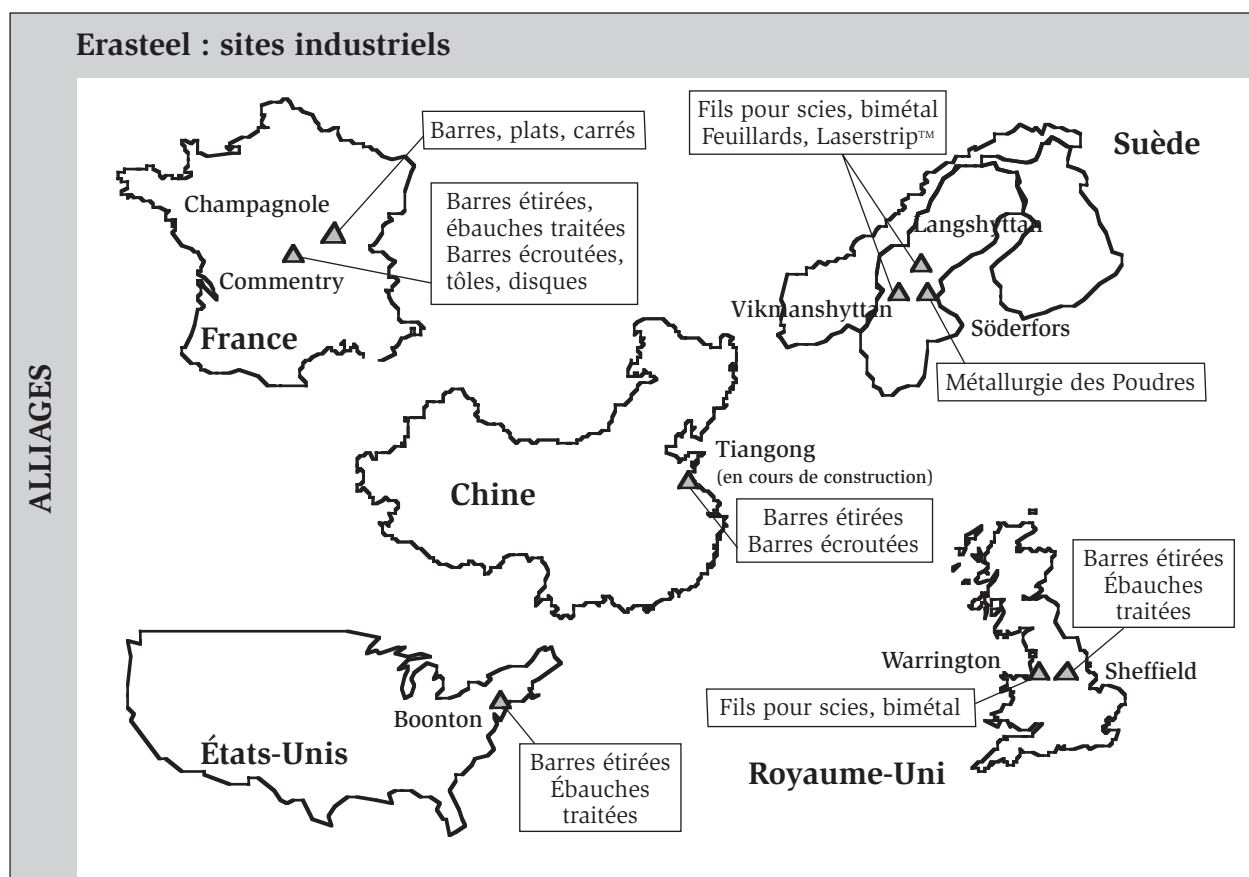 Erasteel : sites industriels
ALLIAGES
Barres, plats, carrés
Champagnole
Barres étirées,
ébauches traitées
Barres écroutées,
tôles, disques
Commentry
France
Fils pour scies, bimétal
Feuillards, Laserstrip™
Suède
Langshyttan
Vikmanshyttan
Söderfors
Métallurgie des Poudres
Tiangong
(en cours de construction)
Chine
Barres étirées
Barres écroutées
Barres étirées
Ébauches
traitées
Warrington
Sheffield
Fils pour scies, bimétal
Royaume-Uni
Boonton
États-Unis
Barres étirées
Ébauches
traitées